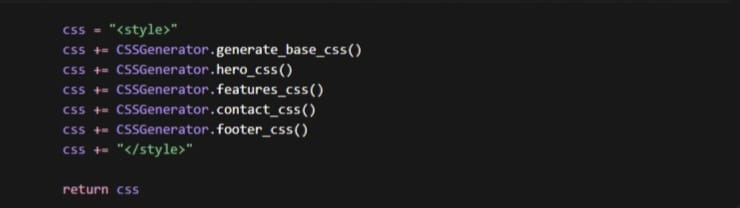 css = "<style>"
css += CSSGenerator.generate_base_css()
css += CSSGenerator.hero_css()
css += CSSGenerator.features_css()
css += CSSGenerator.contact_css()
css += CSSGenerator.footer_css()
css += "</style>"
return css